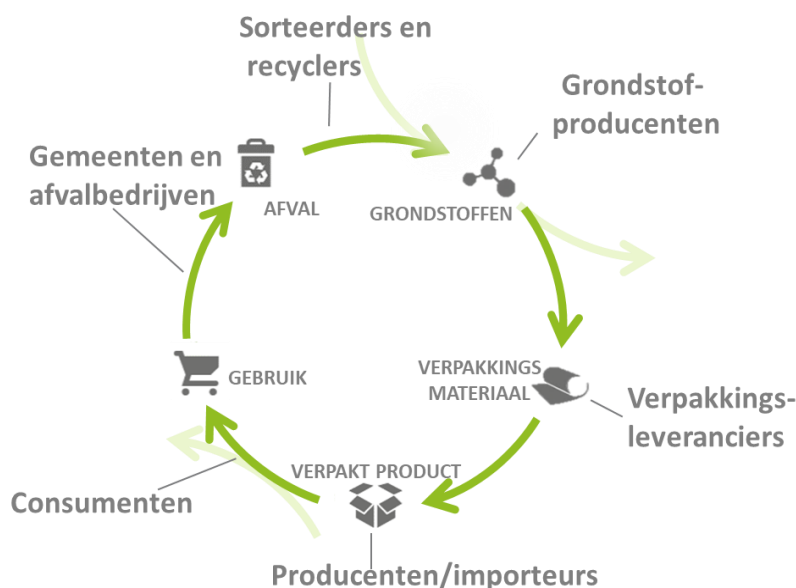 Sorteerders en
recyclers
Grondstof-
producenten
Gemeenten en
afvalbedrijven
AFVAL
GRONDSTOFFEN
VERPAKKINGS
MATERIAAL
GEBRUIK
Verpakkings-
leveranciers
VERPAKT PRODUCT
Consumenten
Producenten/importeurs